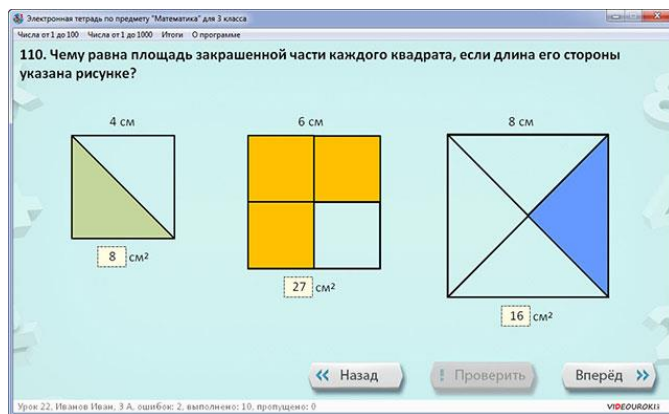 Электронная тетрадь по предмету "Математика" для 3 класса
Числа от 1 до 100 Числа от 1 до 1000 Итоги О программе
110. Чему равна площадь закрашенной части каждого квадрата, если длина его стороны
указана рисунке?
4 см 6 см 8 см
8 см²
27 см²
16 см²
Назад ! Проверить Вперёд
Урок 22, Иванов Иван, 3 А, ошибок: 2, выполнено: 10, пропущено: 0
VIDEOUROKI